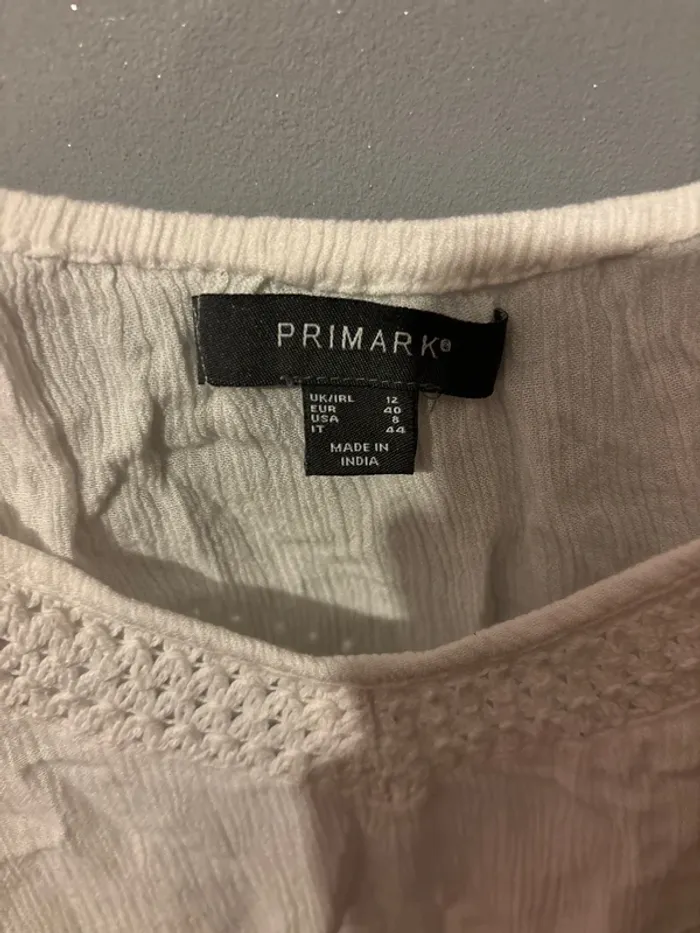 PRIMARK®
UK/IRL 12
EUR 40
USA 8
IT 44
MADE IN
INDIA